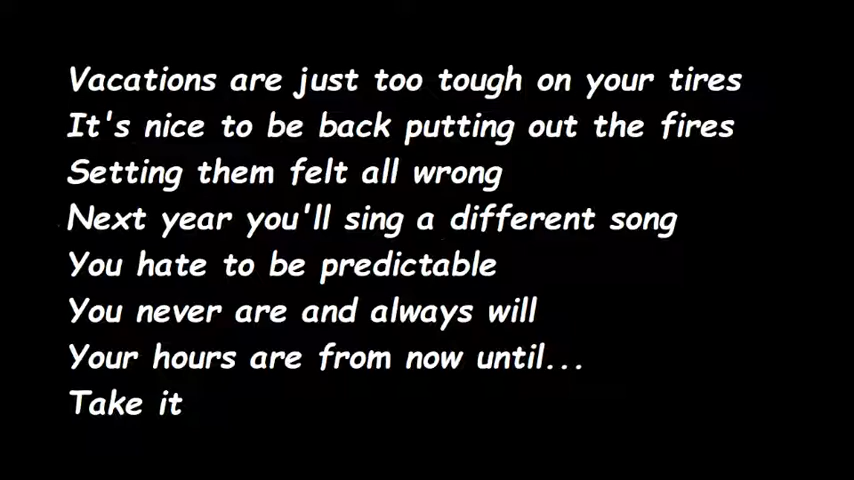 Vacations are just too tough on your tires
It's nice to be back putting out the fires
Setting them felt all wrong
Next year you'll sing a different song
You hate to be predictable
You never are and always will
Your hours are from now until...
Take it